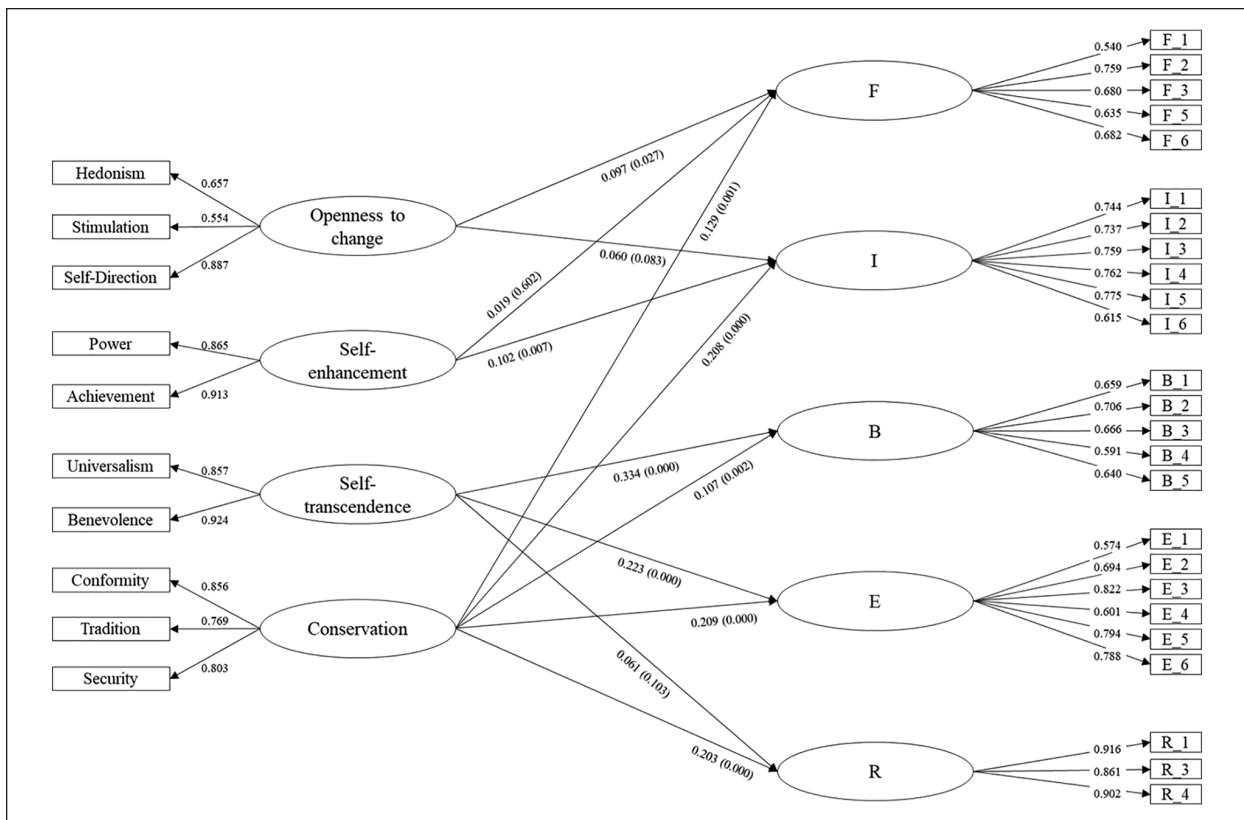 Hedonism
Stimulation
Self-Direction
Power
Achievement
Universalism
Benevolence
Conformity
Tradition
Security
0.657
0.554
0.887
0.865
0.913
0.857
0.924
0.856
0.769
0.803
Openness to
change
Self-
enhancement
Self-
transcendence
Conservation
0.097 (0.027)
0.129 (0.001)
0.060 (0.083)
0.019 (0.602)
0.102 (0.007)
0.208 (0.000)
0.334 (0.000)
0.107 (0.002)
0.223 (0.000)
0.209 (0.000)
0.061 (0.103)
0.203 (0.000)
F
I
B
E
R
0.540 F_1
0.759 F_2
0.680 F_3
0.635 F_5
0.682 F_6
0.744 I_1
0.737 I_2
0.759 I_3
0.762 I_4
0.775 I_5
0.615 I_6
0.659 B_1
0.706 B_2
0.666 B_3
0.591 B_4
0.640 B_5
0.574 E_1
0.694 E_2
0.822 E_3
0.601 E_4
0.794 E_5
0.788 E_6
0.916 R_1
0.861 R_3
0.902 R_4